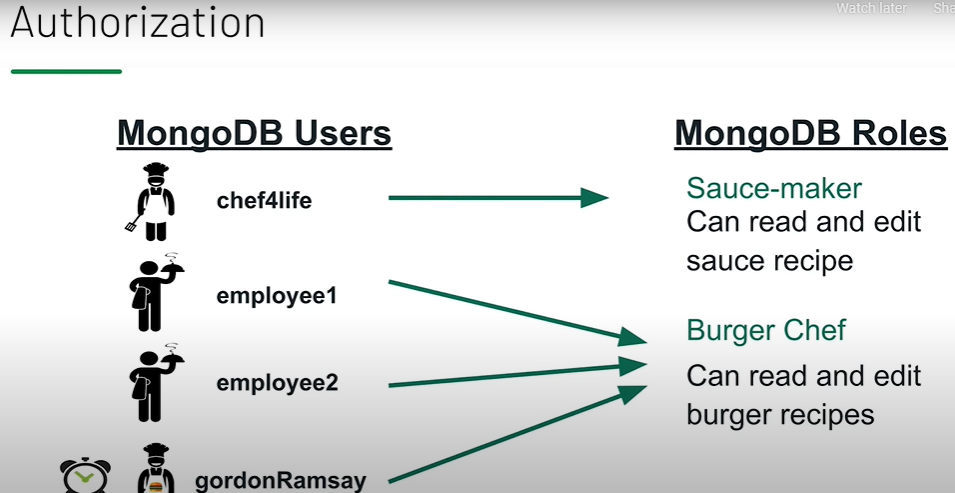 Watch later
Authorization
MongoDB Users
MongoDB Roles
chef4life
Sauce-maker
Can read and edit
sauce recipe
employee1
employee2
gordonRamsay
Burger Chef
Can read and edit
burger recipes